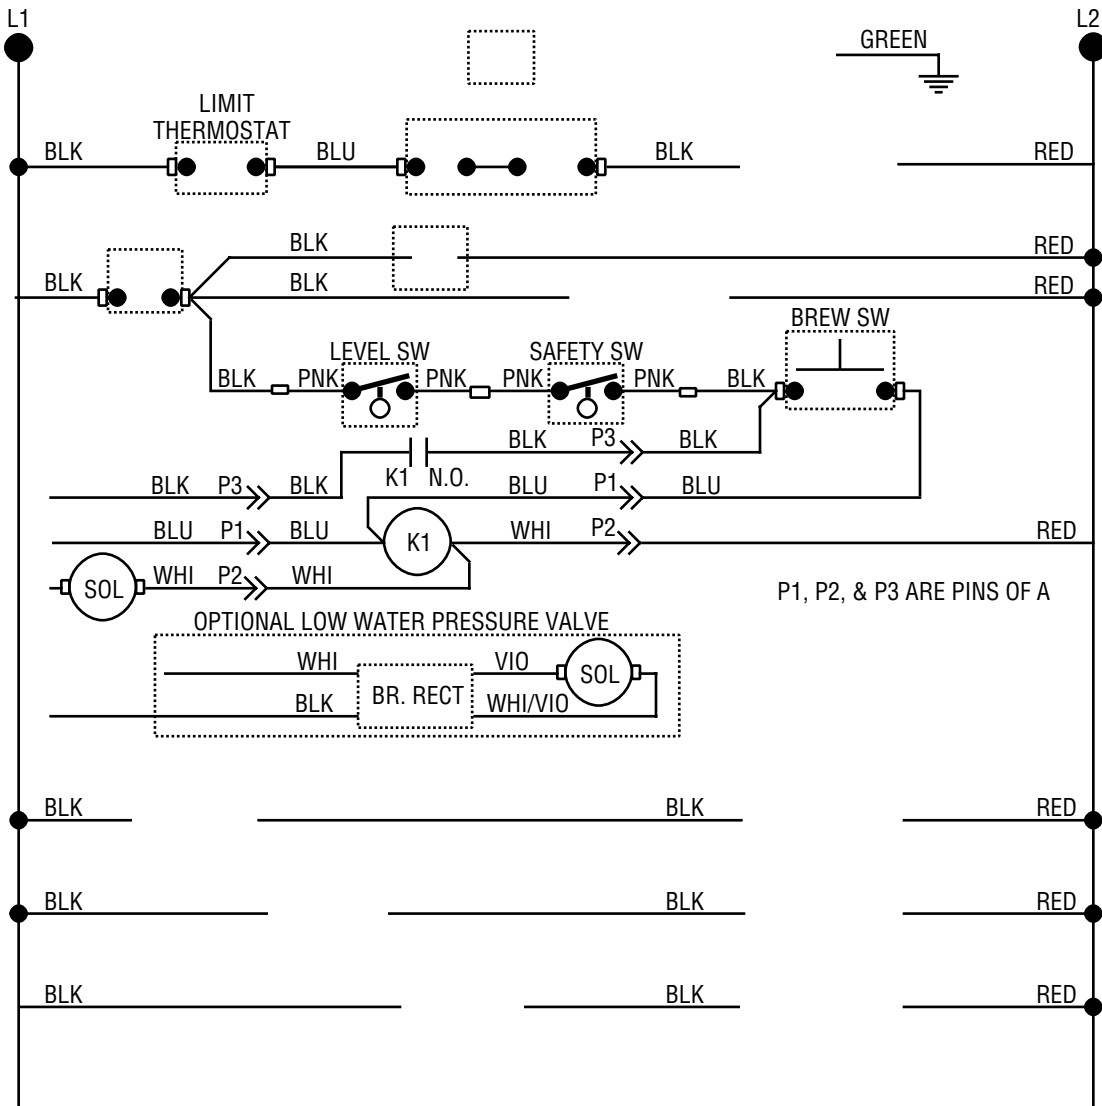 L1
L2
GREEN
LIMIT
THERMOSTAT
BLK
BLU
BLK
RED
BLK
RED
BLK
BLK
RED
BREW SW
LEVEL SW
SAFETY SW
BLK
PNK
PNK
PNK
PNK
BLK
K1
N.O.
BLK
P3
BLK
BLK
P3
BLK
BLU
P1
BLU
BLU
P1
BLU
K1
WHI
P2
RED
SOL
WHI
P2
WHI
P1, P2, & P3 ARE PINS OF A
OPTIONAL LOW WATER PRESSURE VALVE
WHI
BR. RECT
VIO
SOL
BLK
WHI/VIO
BLK
BLK
RED
BLK
BLK
RED
BLK
BLK
RED